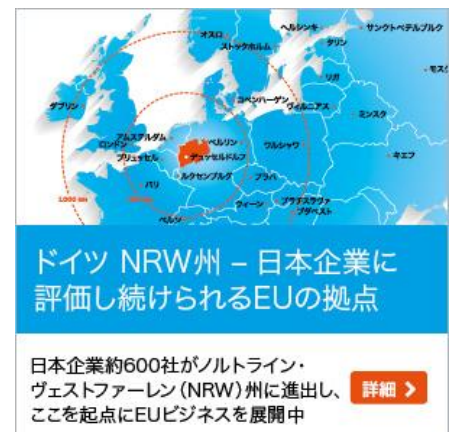 オスロ
ヘルシンキ
サンクトペテルブルク
ストックホルム
タリン
リガ
モスク
ダブリン
コペンハーゲン
ヴィルニアス
ミンスク
アムステルダム
ロンドン
ベルリン
ワルシャワ
ブリュッセル
デュッセルドルフ
キエフ
ルクセンブルグ
プラハ
パリ
1,000 km
ウィーン
ブラチスラヴァ
ブダペスト
ベルン
ドイツ NRW州 – 日本企業に
評価し続けられるEUの拠点
日本企業約600社がノルトライン・
ヴェストファーレン(NRW)州に進出し、
ここを起点にEUビジネスを展開中
詳細